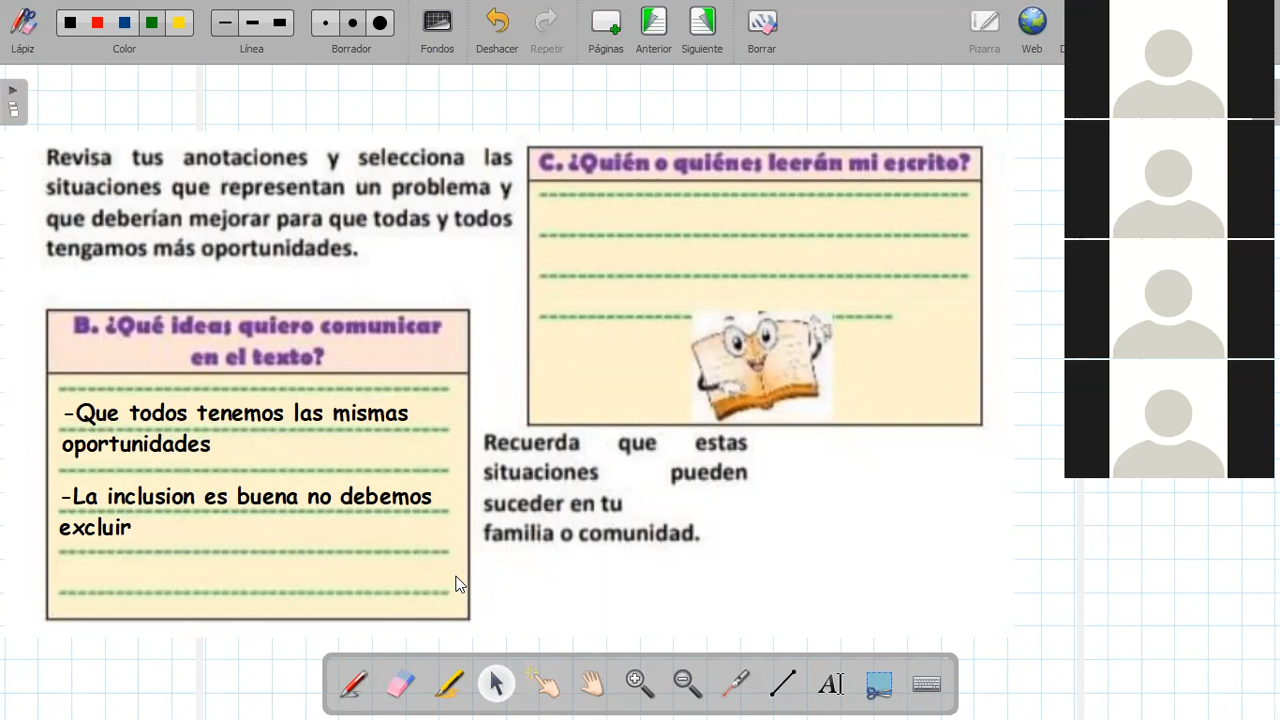 Lápiz
Color
Línea
Borrador
Fondos
Deshacer
Repetir
Páginas
Anterior
Siguiente
Borrar
Pizarra
Web
Revisa tus anotaciones y selecciona las
situaciones que representan un problema y
que deberían mejorar para que todas y todos
tengamos más oportunidades.
B. ¿Qué ideas quiero comunicar
en el texto?
-Que todos tenemos las mismas
oportunidades
-La inclusion es buena no debemos
excluir
C. ¿Quién o quiénes leerán mi escrito?
Recuerda que estas
situaciones pueden
suceder en tu
familia o comunidad.